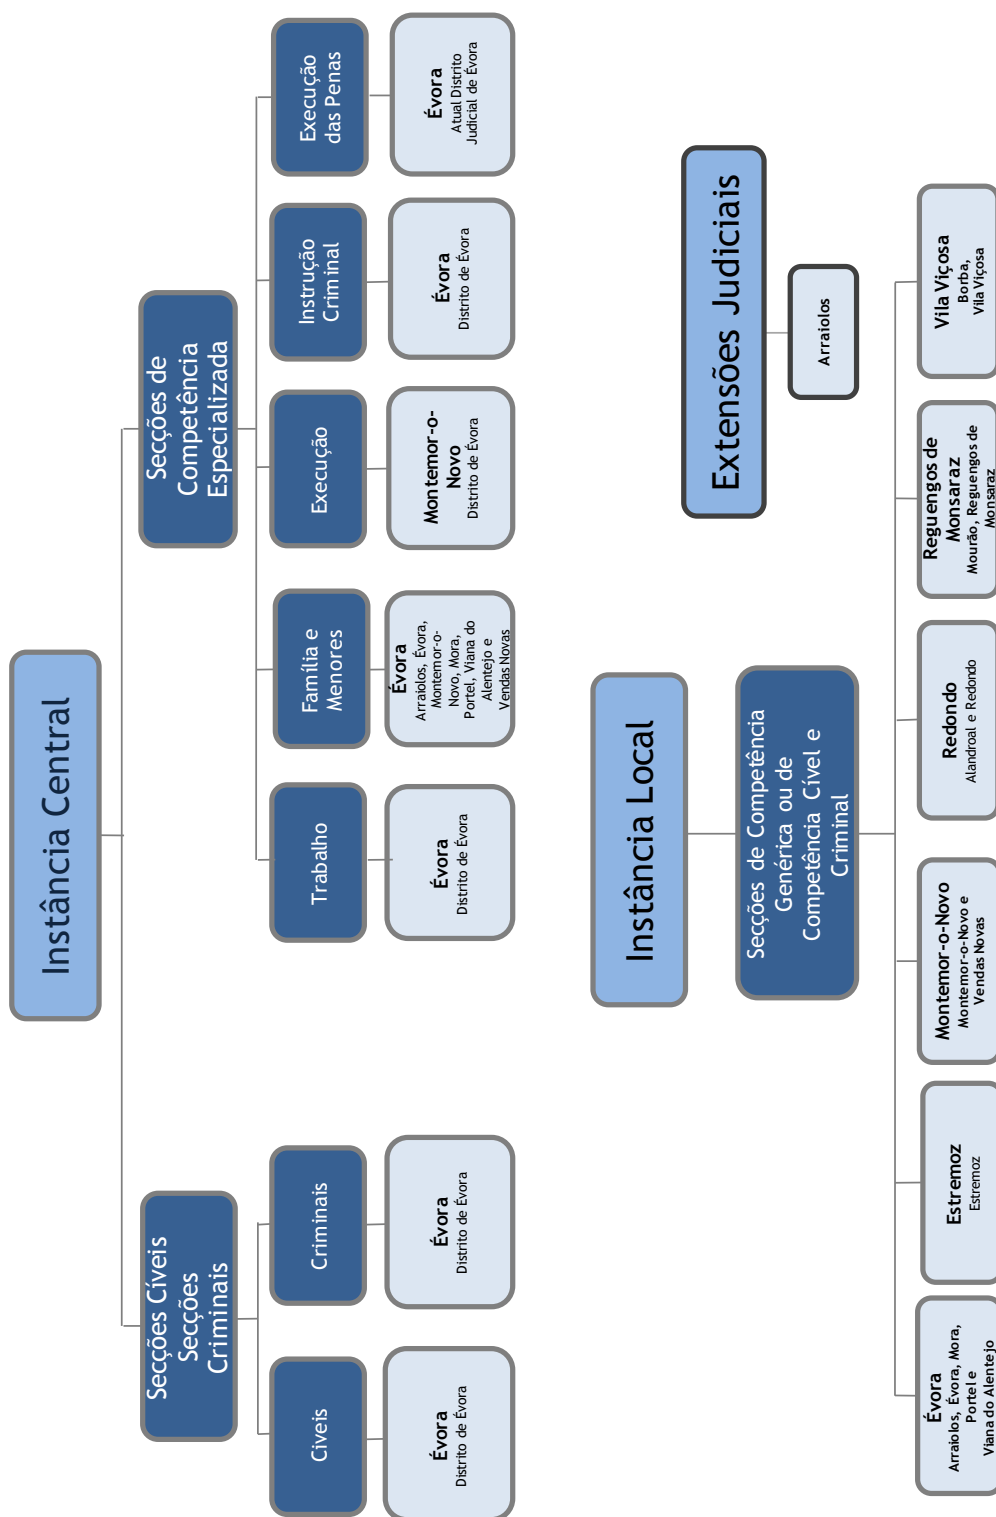 Instância Central
Secções Cíveis
Secções
Criminais
Secções de
Competência
Especializada
Civeis
Criminais
Trabalho
Família e
Menores
Execução
Instrução
Criminal
Execução
das Penas
Évora
Distrito de Évora
Évora
Distrito de Évora
Évora
Distrito de Évora
Évora
Arraiolos, Évora,
Montemor-o-
Novo, Mora,
Portel, Viana do
Alentejo e
Vendas Novas
Montemor-o-
Novo
Distrito de Évora
Évora
Distrito de Évora
Évora
Atual Distrito
Judicial de Évora
Instância Local
Secções de Competência
Genérica ou de
Competência Cível e
Criminal
Évora
Arraiolos, Évora, Mora,
Portel e
Viana do Alentejo
Estremoz
Estremoz
Montemor-o-Novo
Montemor-o-Novo e
Vendas Novas
Redondo
Alandroal e Redondo
Reguengos de
Monsaraz
Mourão, Reguengos de
Monsaraz
Vila Viçosa
Borba,
Vila Viçosa
Extensões Judiciais
Arraiolos